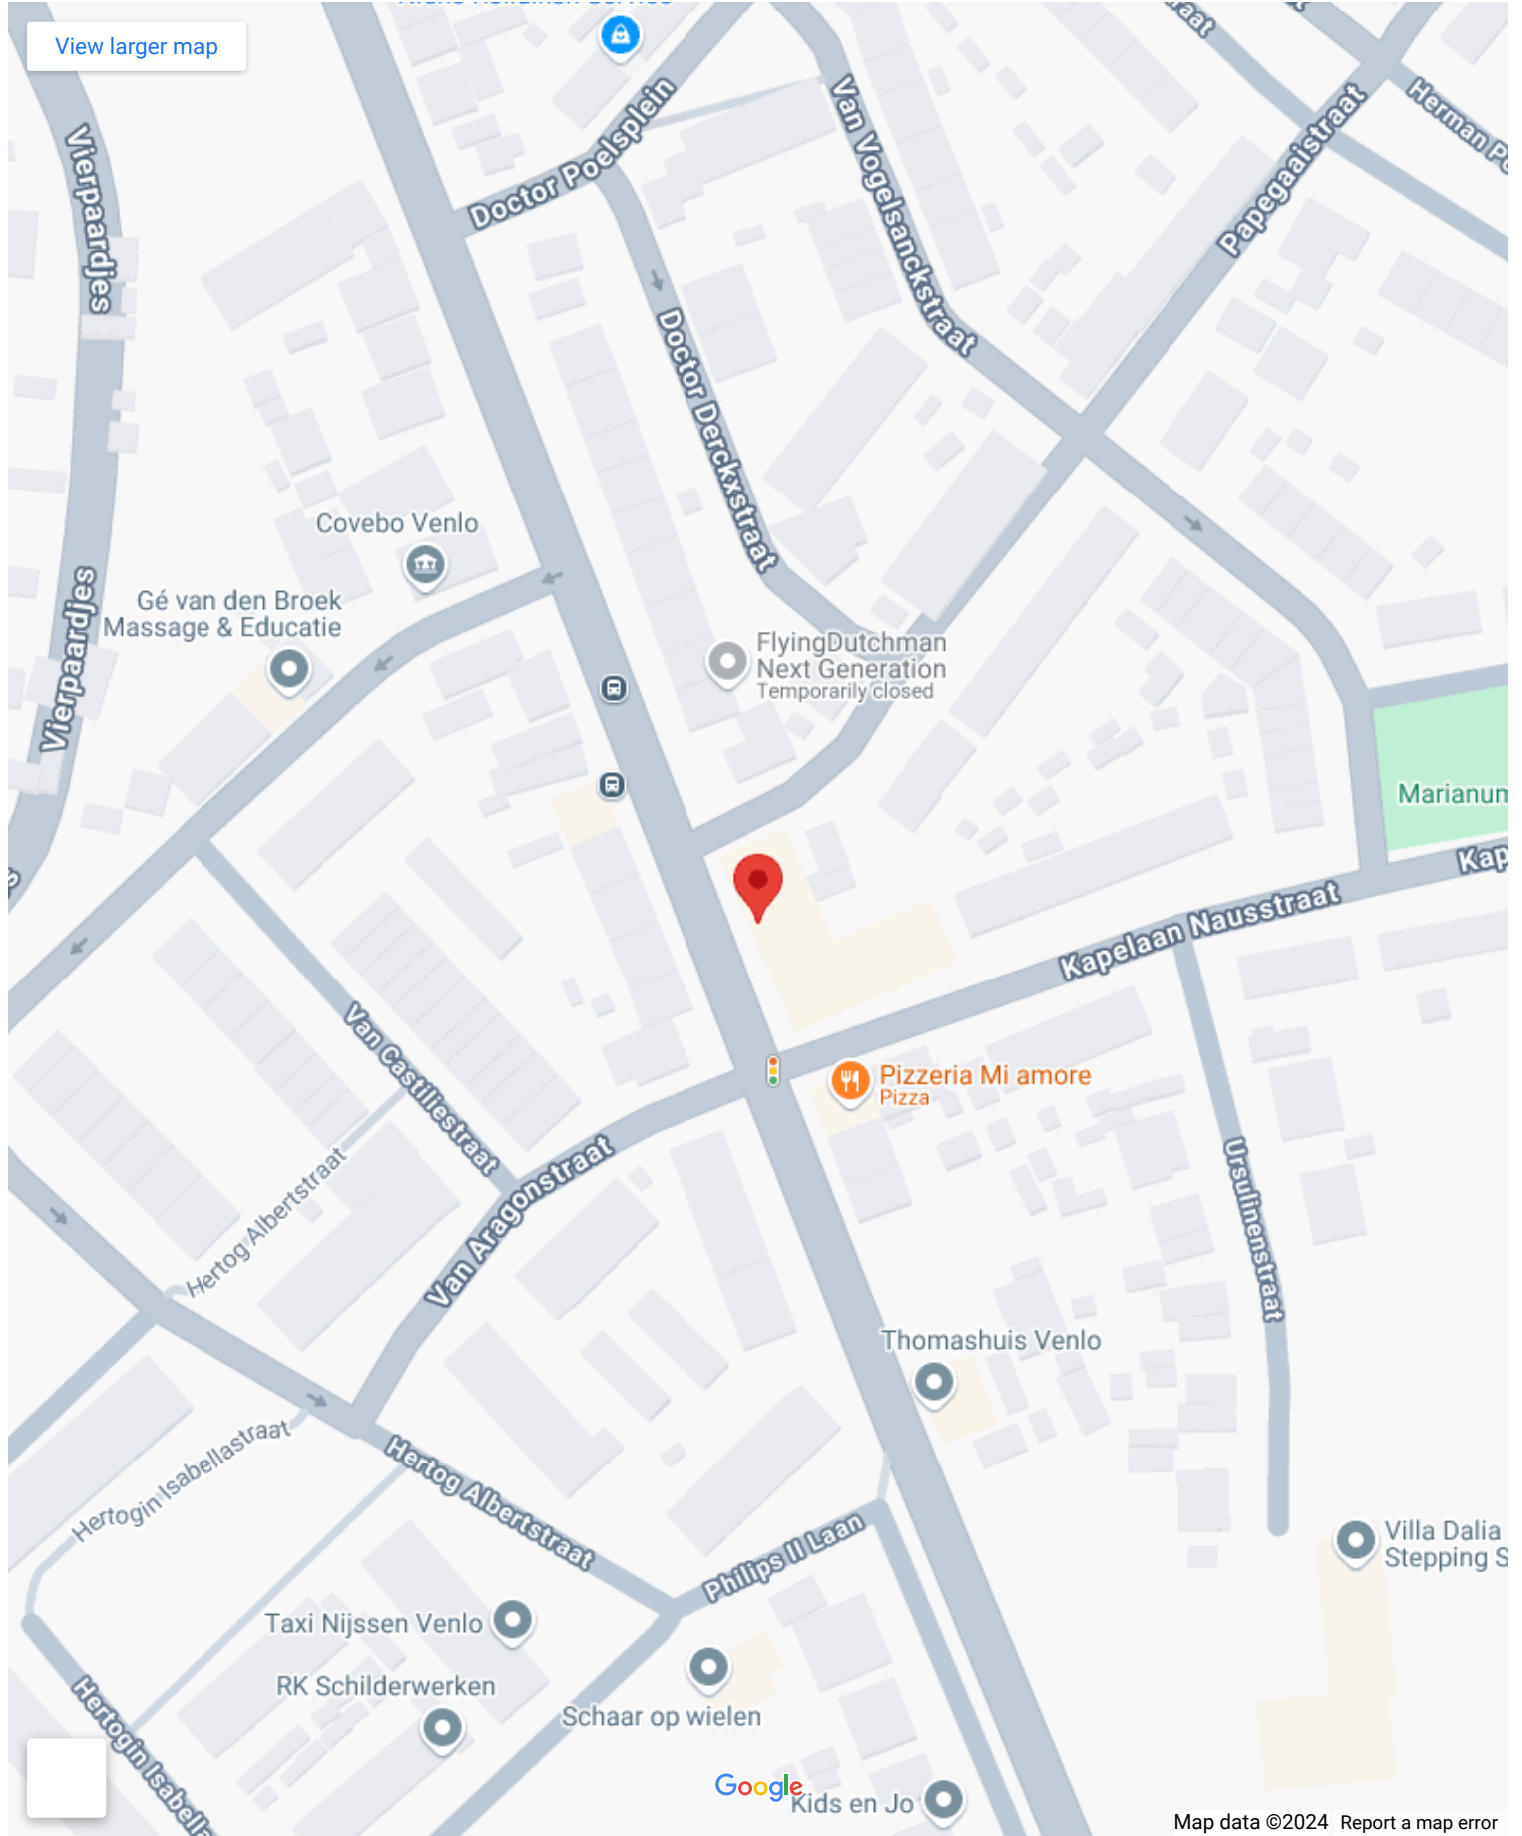 View larger map
Doctor Poelsplein
Van Vogelsanckstraat
Papegaaistraat
Vierpaardjes
Doctor Derckxstraat
Covebo Venlo
Gé van den Broek
Massage & Educatie
Vierpaardjes
FlyingDutchman
Next Generation
Temporarily closed
Marianum
Kapelaan Nausstraat
Van Castiliestraat
Pizzeria Mi amore
Pizza
Hertog Albertstraat
Van Aragonstraat
Ursulinenstraat
Thomashuis Venlo
Hertogin Isabellastraat
Hertog Albertstraat
Philips II Laan
Villa Dalia
Stepping S
Taxi Nijssen Venlo
RK Schilderwerken
Schaar op wielen
Hertogin Isabella
Google
Kids en Jo
Map data ©2024
Report a map error